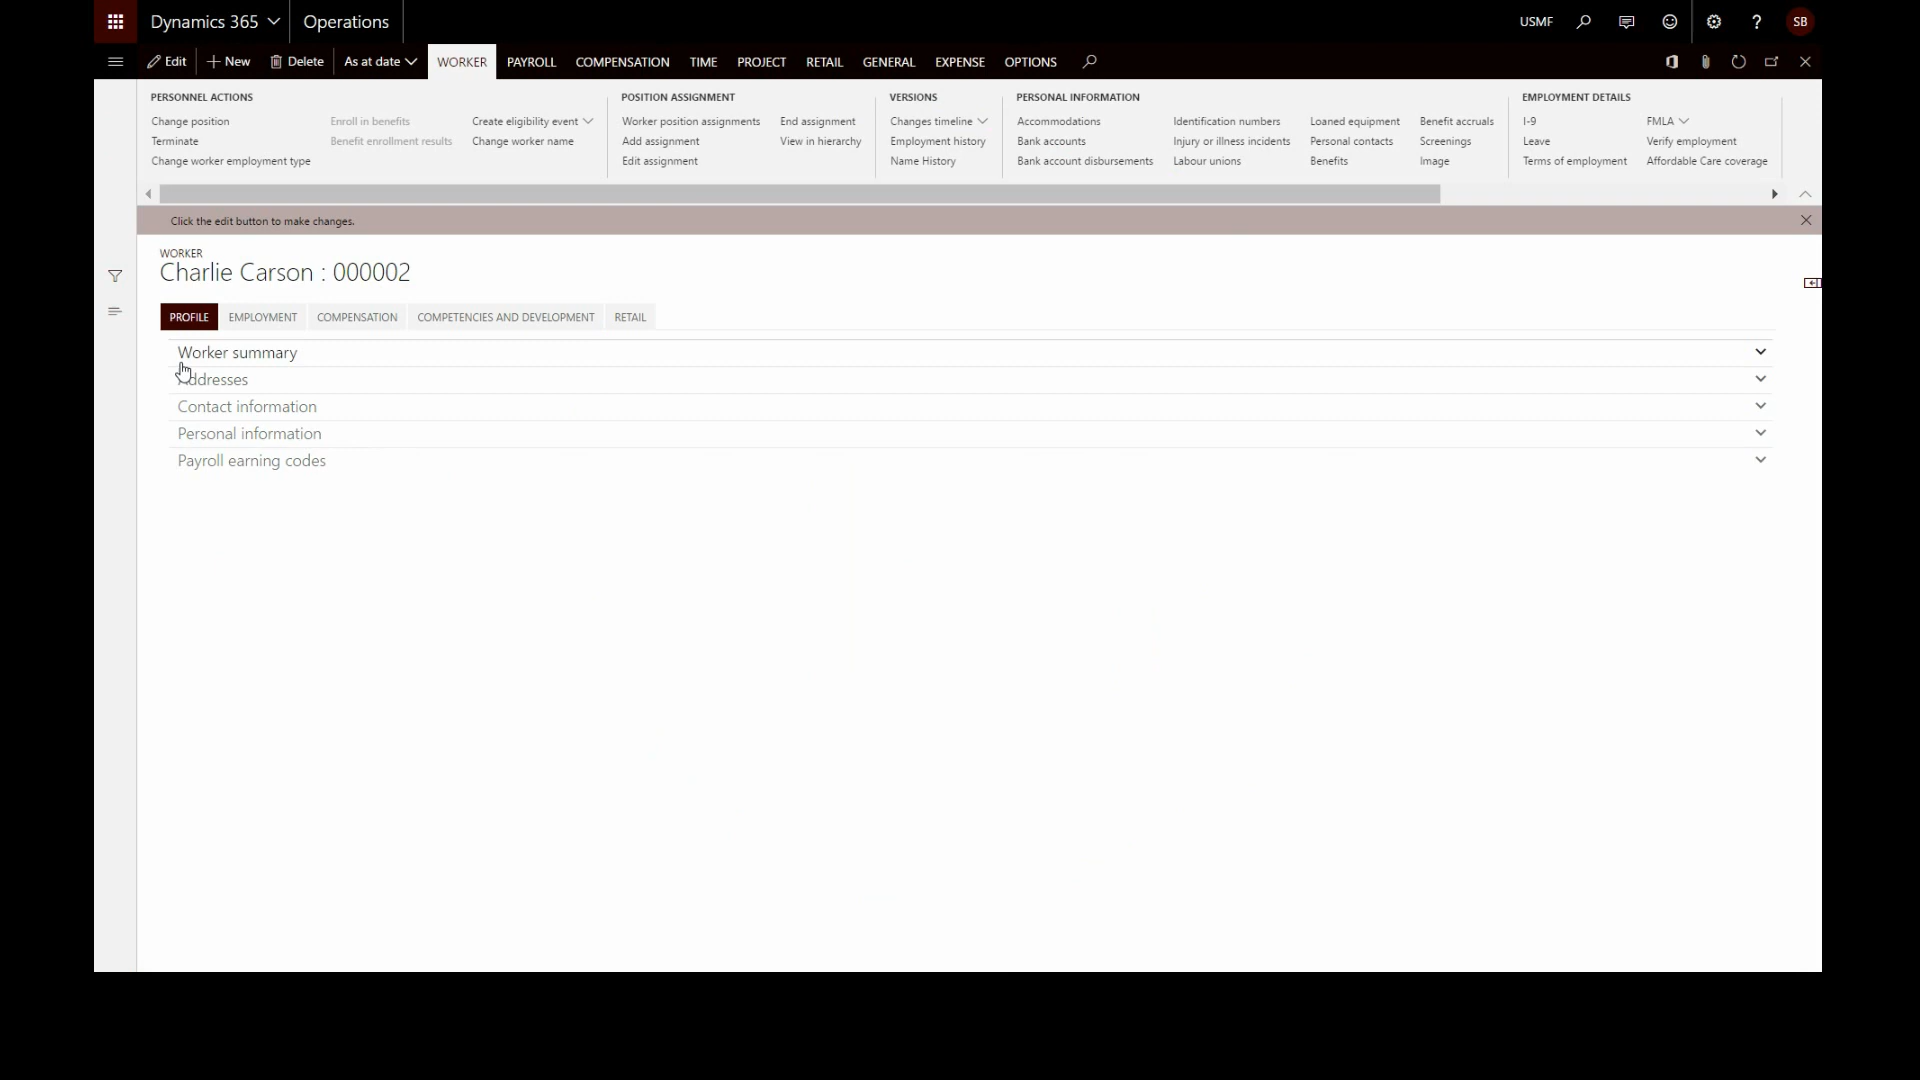 Dynamics 365 Operations USMF ? SB
Edit New Delete As at date WORKER PAYROLL COMPENSATION TIME PROJECT RETAIL GENERAL EXPENSE OPTIONS
PERSONNEL ACTIONS POSITION ASSIGNMENT VERSIONS PERSONAL INFORMATION EMPLOYMENT DETAILS
Change position Enroll in benefits Create eligibility event Worker position assignments End assignment Changes timeline Accommodations Identification numbers Loaned equipment Benefit accruals I-9 FMLA
Terminate Benefit enrollment results Change worker name Add assignment View in hierarchy Employment history Bank accounts Injury or illness incidents Personal contacts Screenings Leave Verify employment
Change worker employment type Edit assignment Name History Bank account disbursements Labour unions Benefits Image Terms of employment Affordable Care coverage
Click the edit button to make changes.
WORKER
Charlie Carson : 000002
PROFILE EMPLOYMENT COMPENSATION COMPETENCIES AND DEVELOPMENT RETAIL
Worker summary
Addresses
Contact information
Personal information
Payroll earning codes